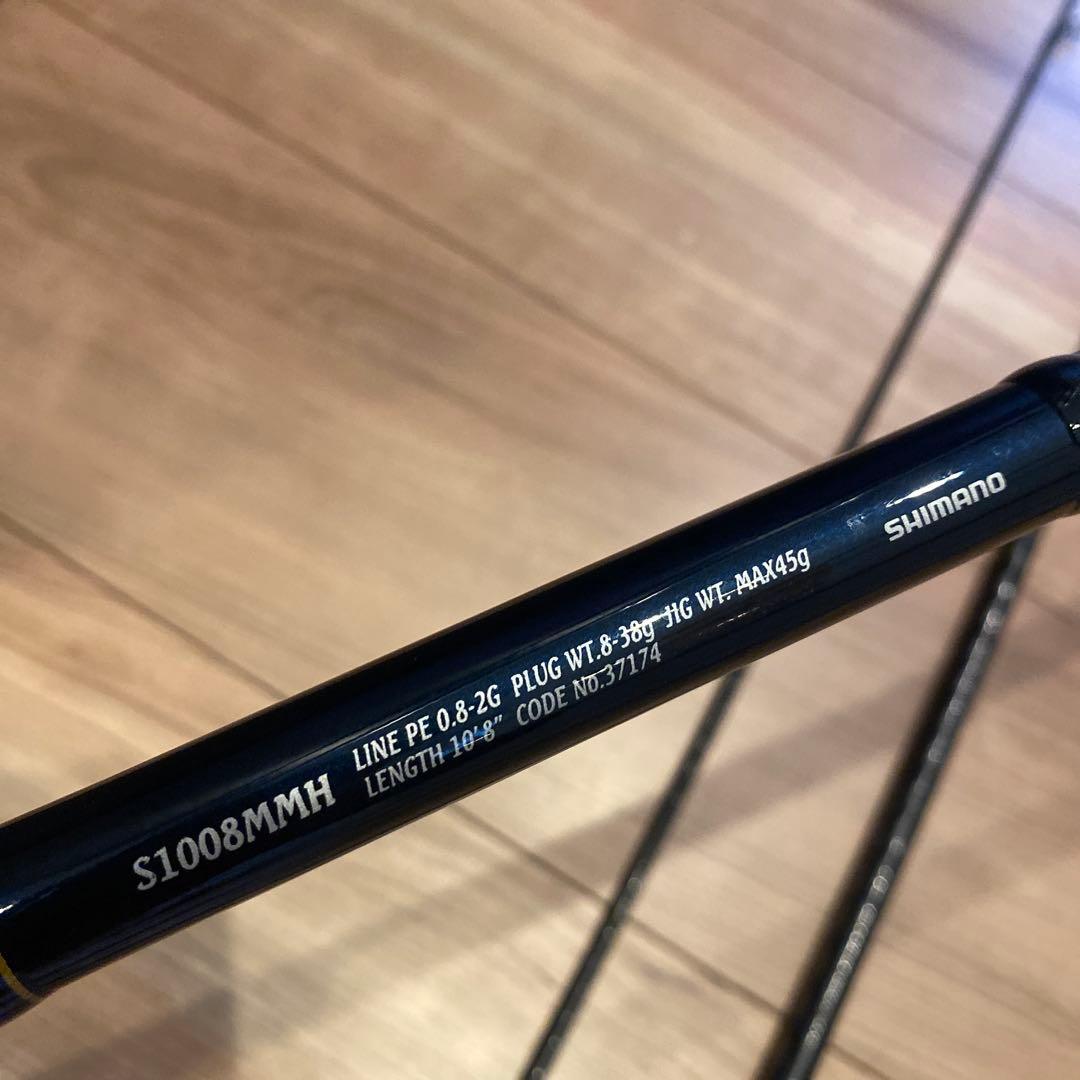 S1008MMH
LINE PE 0.8-2G PLUG WT.8-38g JIG WT. MAX45g
LENGTH 10'8" CODE No.37174
SHIMANO